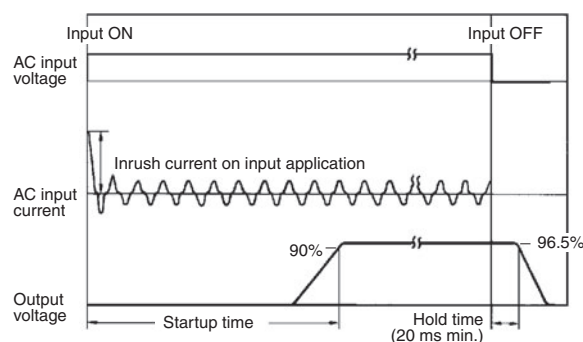 Input ON
Input OFF
AC input
voltage
Inrush current on input application
AC input
current
90%
96.5%
Output
voltage
Startup time
Hold time
(20 ms min.)